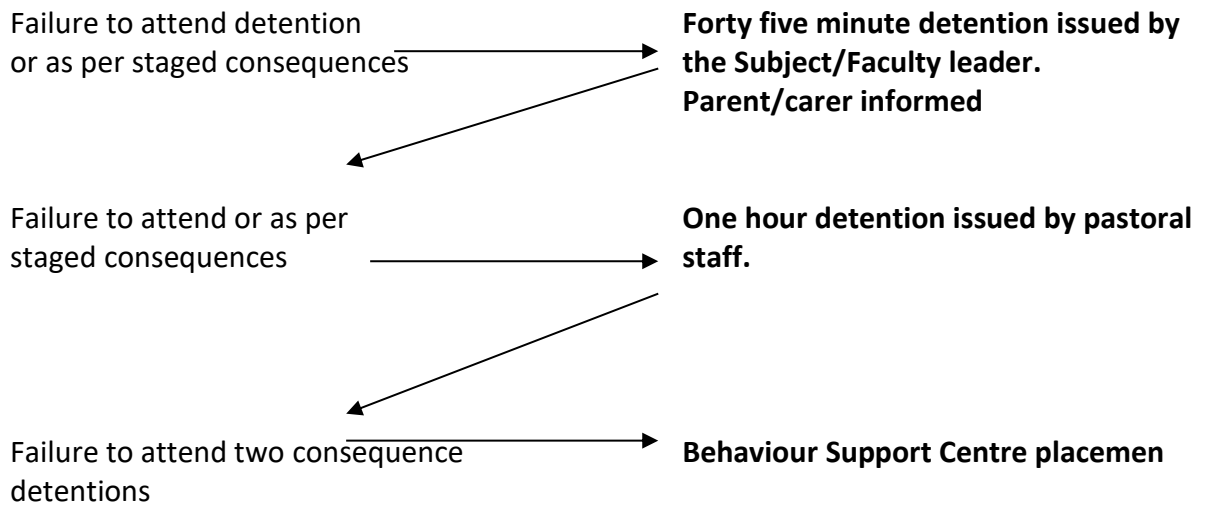 Failure to attend detention
or as per staged consequences
Forty five minute detention issued by
the Subject/Faculty leader.
Parent/carer informed
Failure to attend or as per
staged consequences
One hour detention issued by pastoral
staff.
Failure to attend two consequence
detentions
Behaviour Support Centre placemen